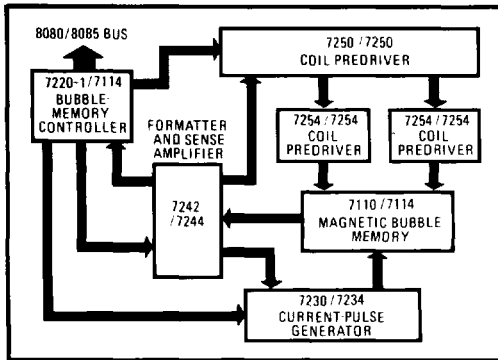 8080/8085 BUS
7220-1/7114
BUBBLE-
MEMORY
CONTROLLER
7250/7250
COIL PREDRIVER
FORMATTER
AND SENSE
AMPLIFIER
7254/7254
COIL
PREDRIVER
7254/7254
COIL
PREDRIVER
7242
/7244
7110/7114
MAGNETIC BUBBLE
MEMORY
7230/7234
CURRENT-PULSE
GENERATOR